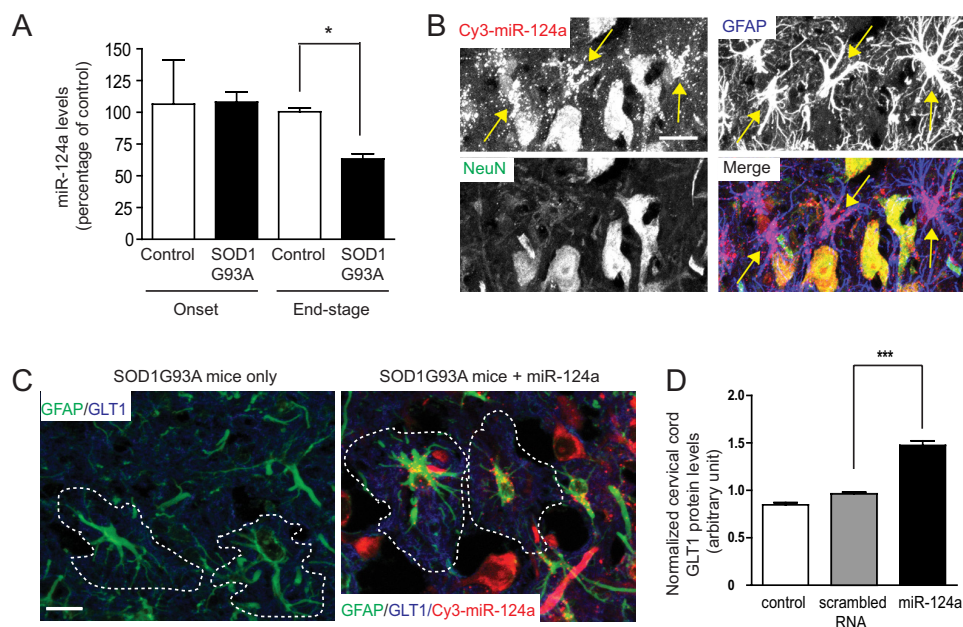 A
miR-124a levels
(percentage of control)
150
125
100
75
50
25
0
*
Control
SOD1
G93A
Control
SOD1
G93A
Onset
End-stage
B
Cy3-miR-124a
GFAP
NeuN
Merge
C
SOD1G93A mice only
SOD1G93A mice + miR-124a
GFAP/GLT1
GFAP/GLT1/Cy3-miR-124a
D
Normalized cervical cord
GLT1 protein levels
(arbitrary unit)
2.0
1.5
1.0
0.5
0
***
control
scrambled
RNA
miR-124a